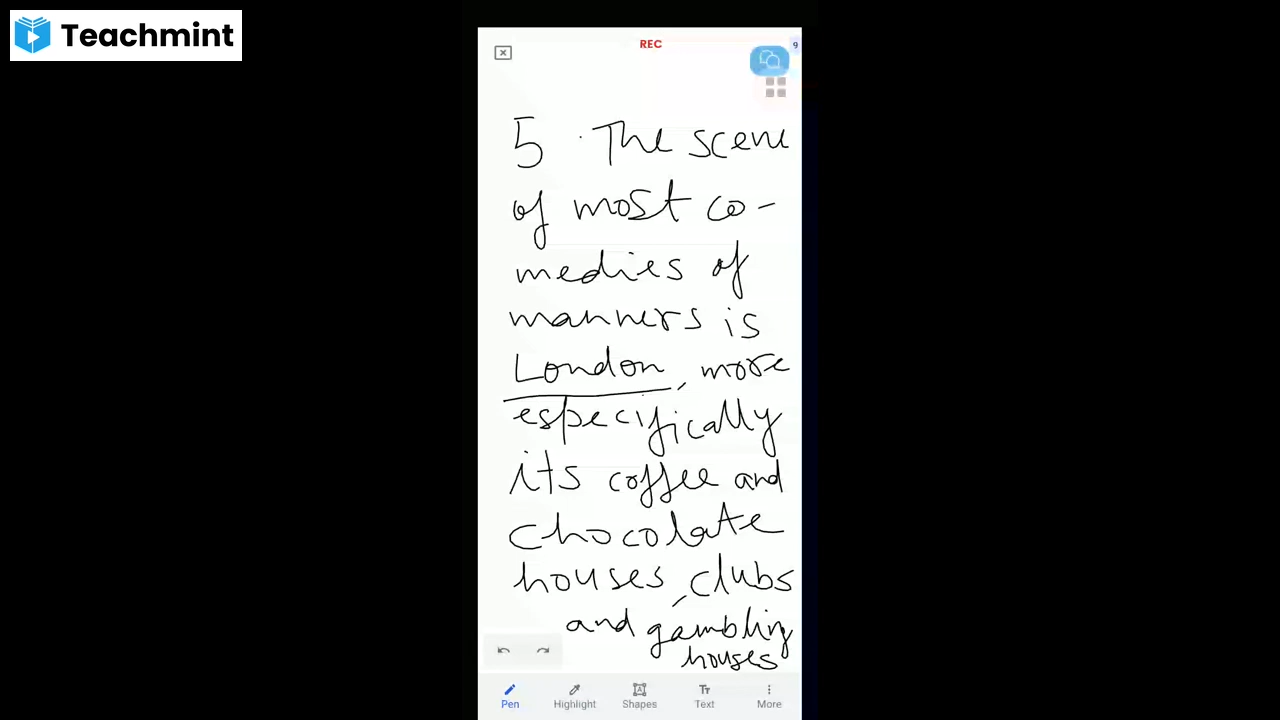 Teachmint
REC
9
5 . The scene
of most co-
medies of
manners is
London, more
especifically
its coffee and
chocolate
houses, clubs
and gambling
houses
Pen Highlight Shapes Text More